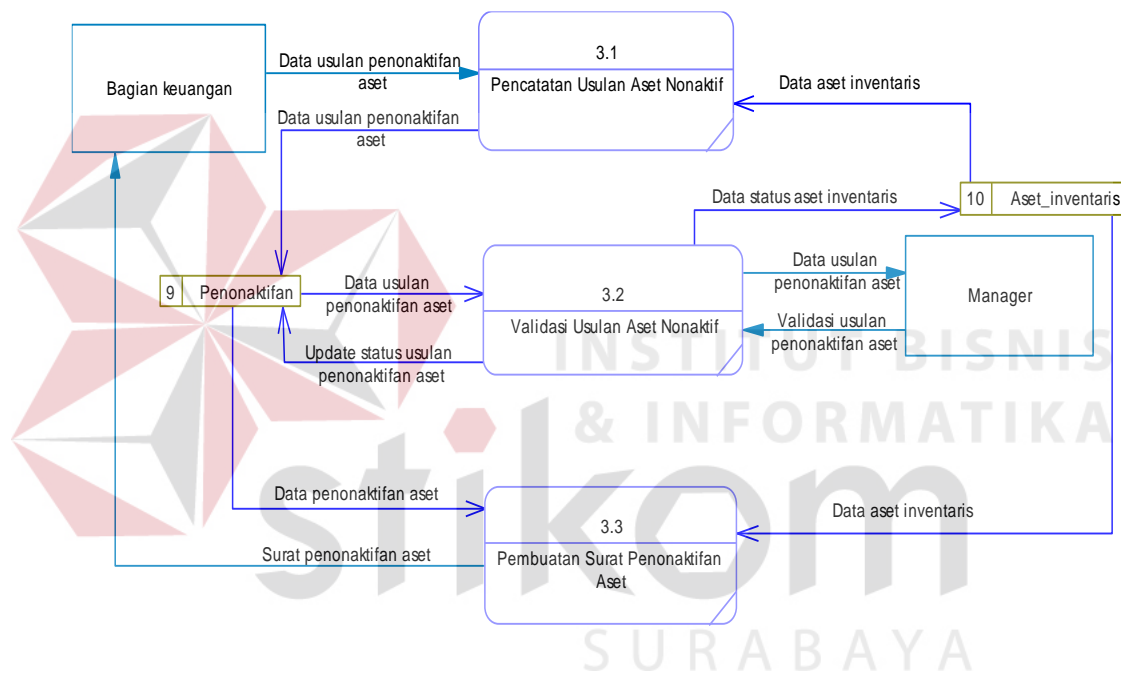 3.1
Pencatatan Usulan Aset Nonaktif
Bagian keuangan
Data usulan penonaktifan
aset
Data aset inventaris
Data usulan penonaktifan
aset
Data status aset inventaris
10 Aset_inventaris
9 Penonaktifan
Data usulan
penonaktifan aset
3.2
Validasi Usulan Aset Nonaktif
Data usulan
penonaktifan aset
Manager
Validasi usulan
penonaktifan aset
Update status usulan
penonaktifan aset
INSTITUT BISNIS
& INFORMATIKA
stikom
SURABAYA
Data penonaktifan aset
Surat penonaktifan aset
3.3
Pembuatan Surat Penonaktifan
Aset
Data aset inventaris